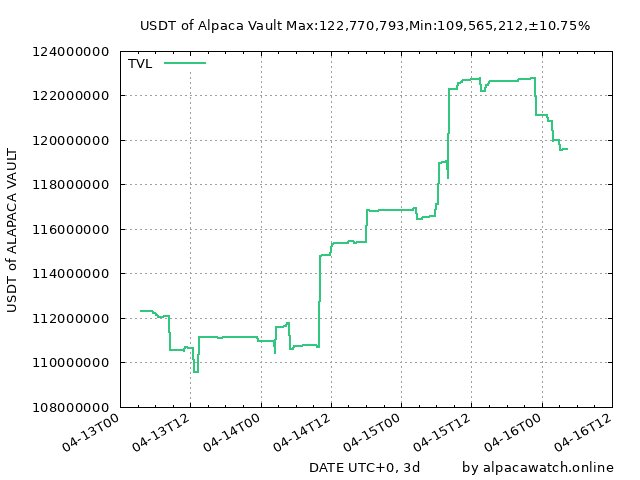 USDT of Alpaca Vault Max:122,770,793,Min:109,565,212,±10.75%
TVL
124000000
122000000
120000000
118000000
116000000
114000000
112000000
110000000
108000000
USDT of ALAPACA VAULT
04-13T00
04-13T12
04-14T00
04-14T12
04-15T00
04-15T12
04-16T00
04-16T12
DATE UTC+0, 3d
by alpacawatch.online